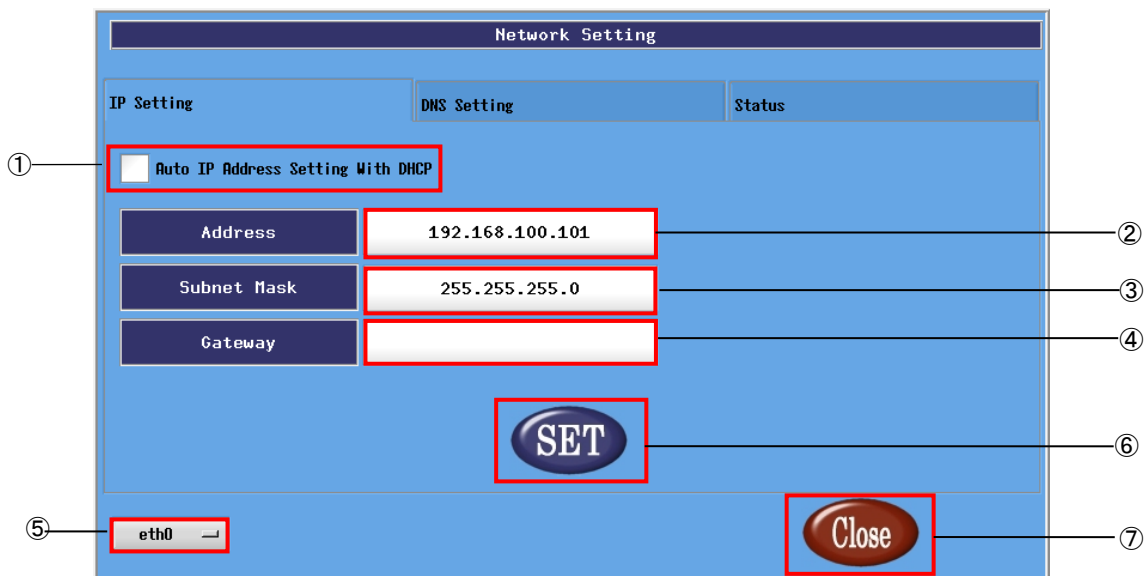 Network Setting
IP Setting DNS Setting Status
① Auto IP Address Setting With DHCP
Address 192.168.100.101 ②
Subnet Mask 255.255.255.0 ③
Gateway ④
SET ⑥
⑤ eth0 Close ⑦